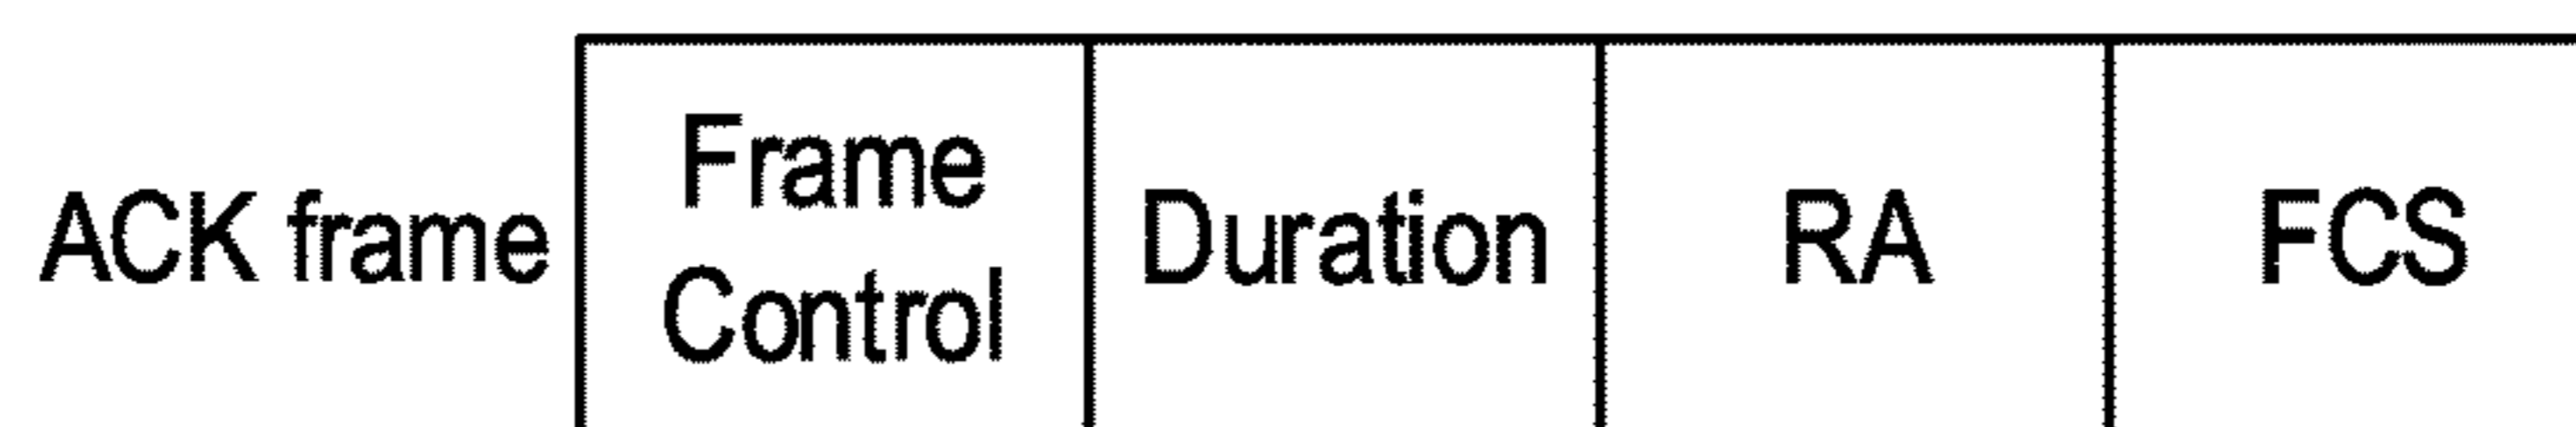 ACK frame
Frame
Control
Duration
RA
FCS